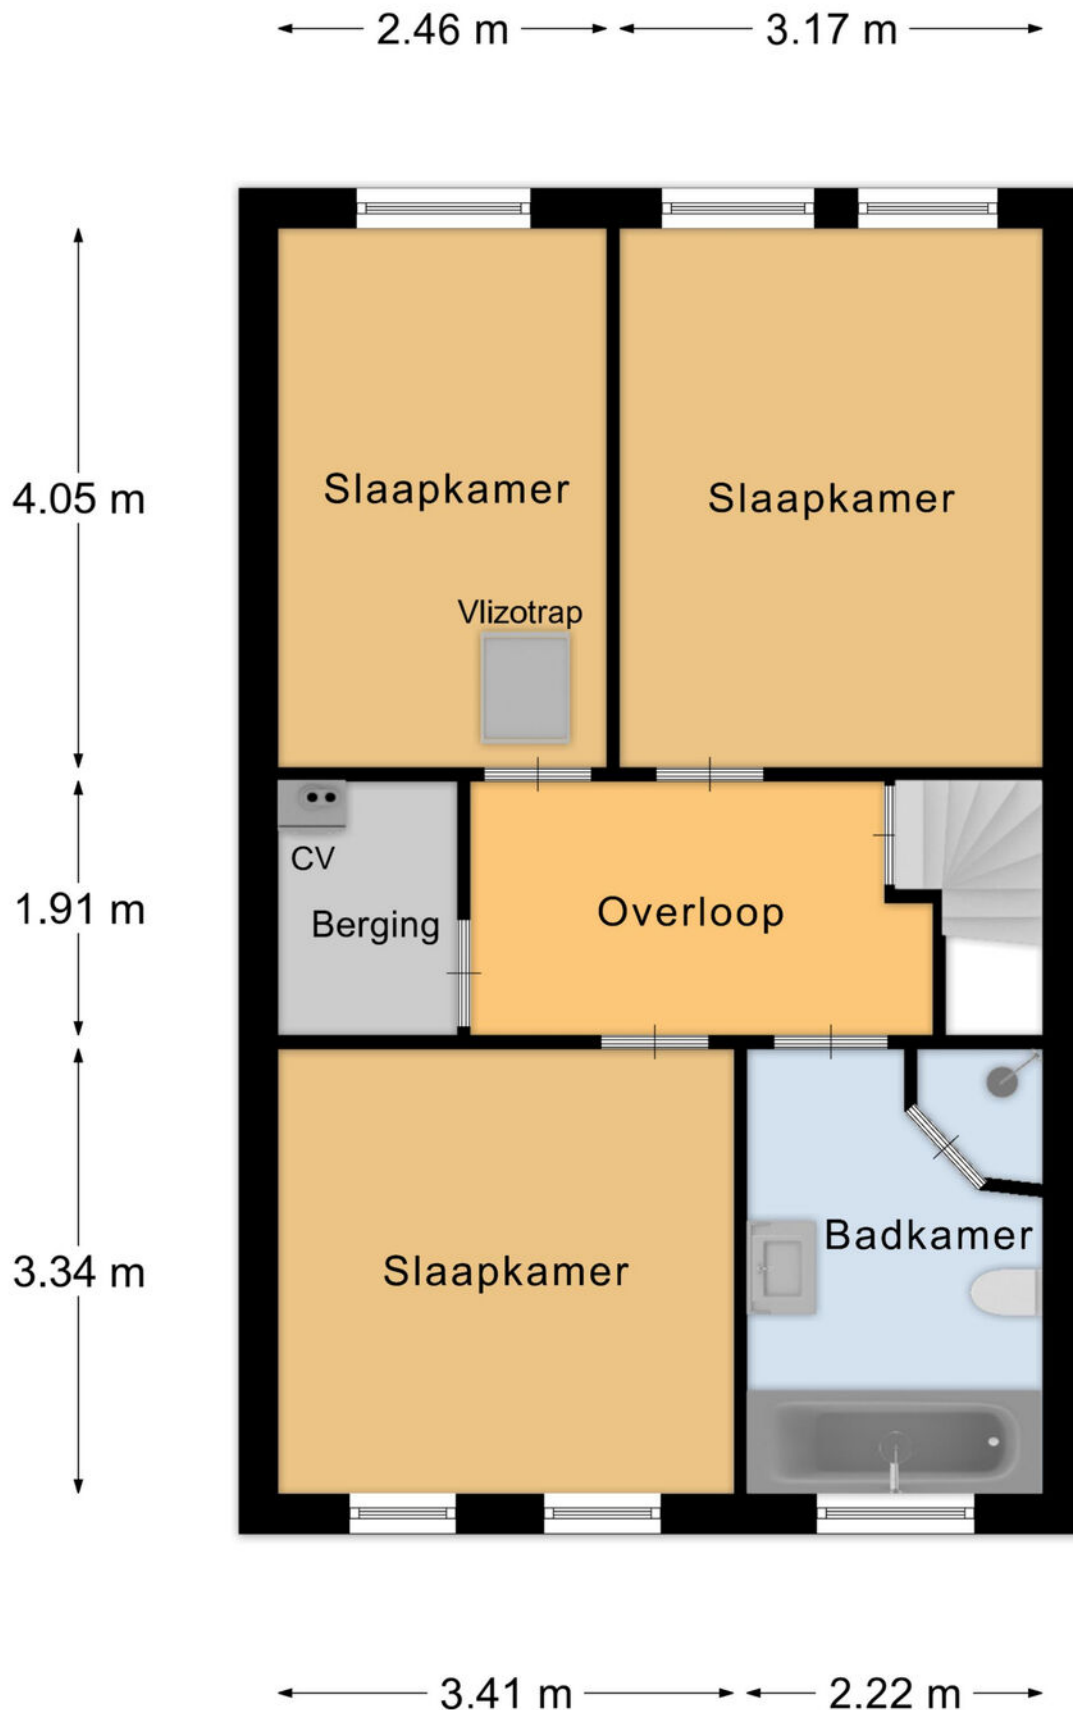 2.46 m 3.17 m
Slaapkamer
4.05 m
Slaapkamer
Vlizotrap
CV
1.91 m
Berging
Overloop
Badkamer
3.34 m
Slaapkamer
3.41 m 2.22 m